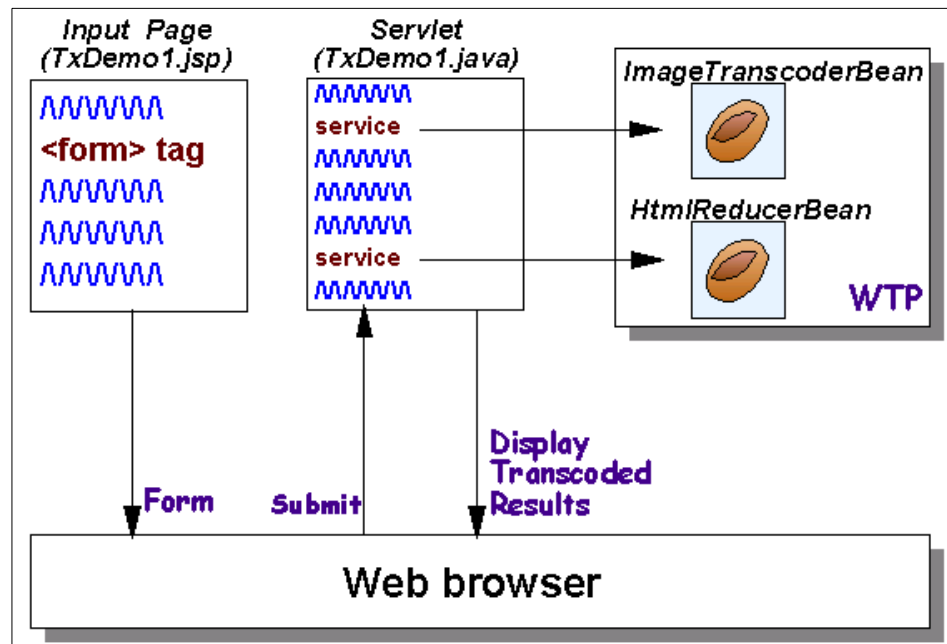 Input Page
(TxDemo1.jsp)
<form> tag
Servlet
(TxDemo1.java)
service
service
ImageTranscoderBean
HtmlReducerBean
WTP
Form
Submit
Display
Transcoded
Results
Web browser